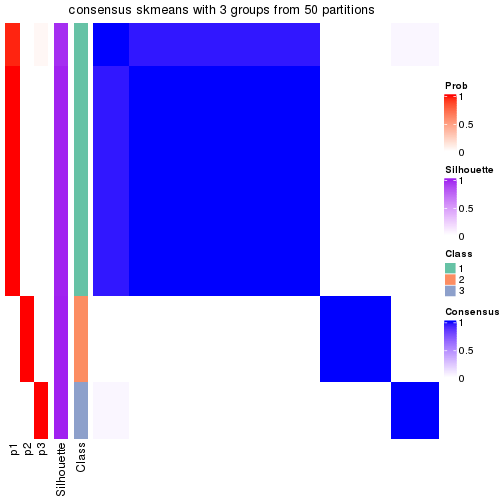 consensus skmeans with 3 groups from 50 partitions
Prob
1
0.5
0
Silhouette
1
0.5
0
Class
1
2
3
Consensus
1
0.5
0
p1
p2
p3
Silhouette
Class